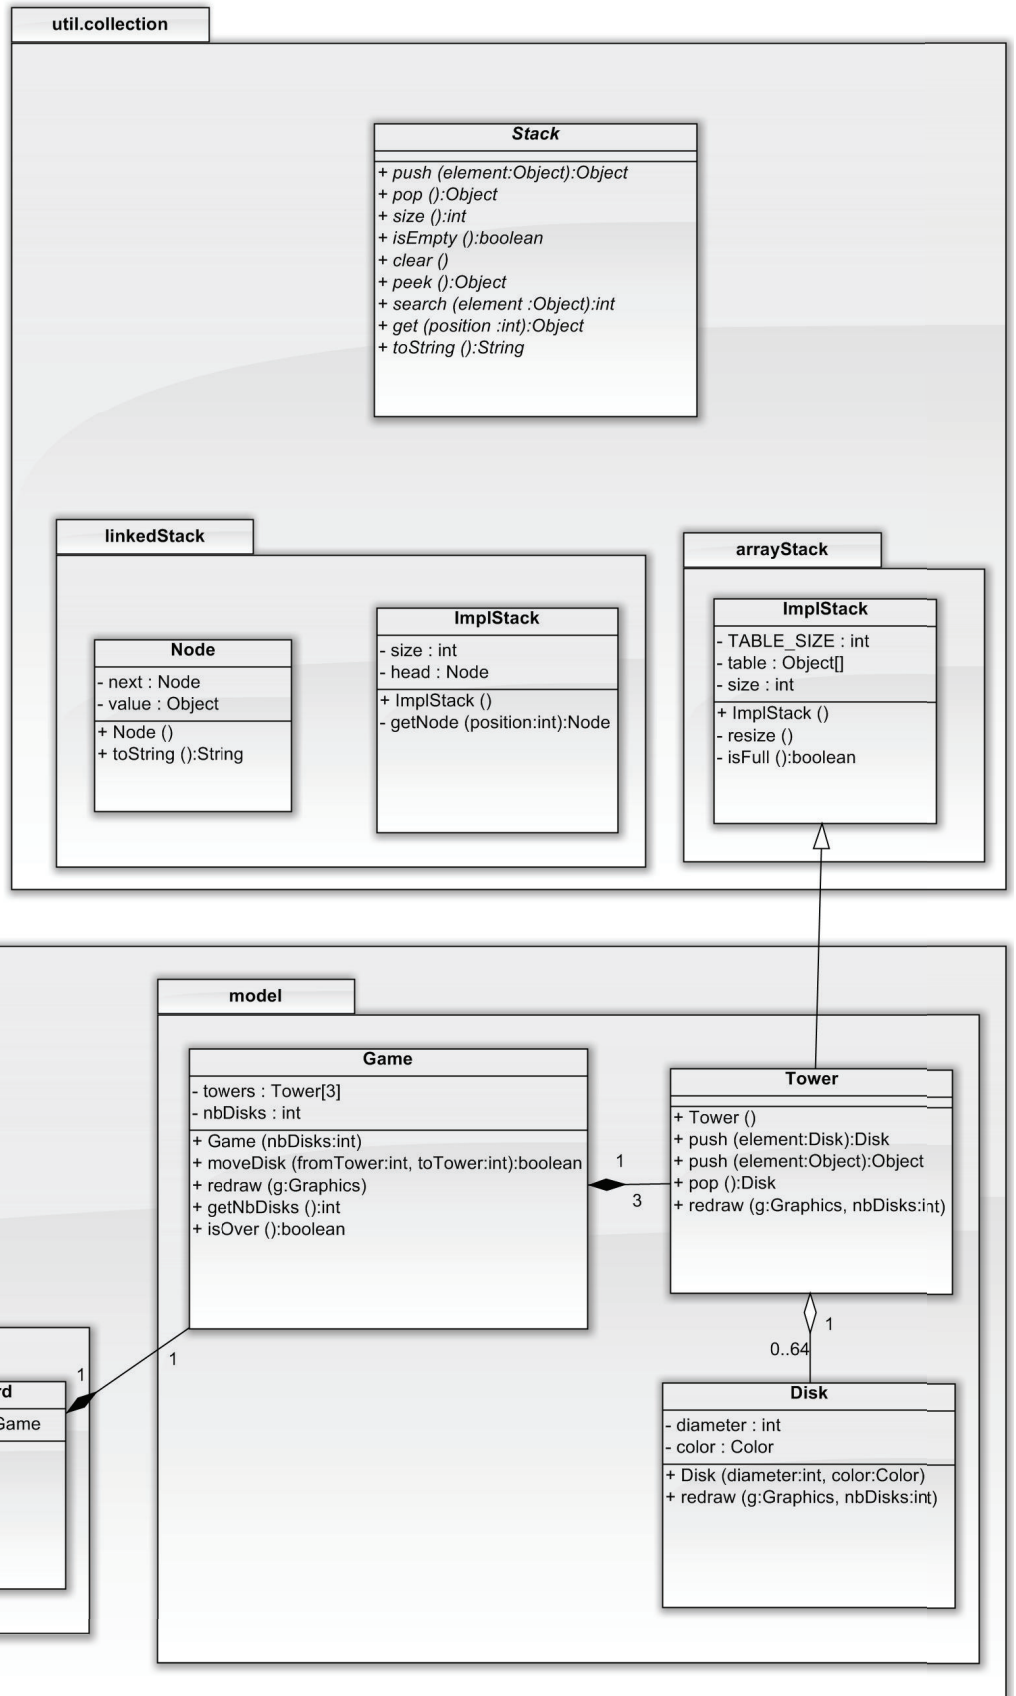 util.collection
Stack
+ push (element:Object):Object
+ pop ():Object
+ size ():int
+ isEmpty ():boolean
+ clear ()
+ peek ():Object
+ search (element :Object):int
+ get (position :int):Object
+ toString ():String
linkedStack
Node
- next : Node
- value : Object
+ Node ()
+ toString ():String
ImplStack
- size : int
- head : Node
+ ImplStack ()
- getNode (position:int):Node
arrayStack
ImplStack
- TABLE_SIZE : int
- table : Object[]
- size : int
+ ImplStack ()
- resize ()
- isFull ():boolean
model
Game
- towers : Tower[3]
- nbDisks : int
+ Game (nbDisks:int)
+ moveDisk (fromTower:int, toTower:int):boolean
+ redraw (g:Graphics)
+ getNbDisks ():int
+ isOver ():boolean
1
3
Tower
+ Tower ()
+ push (element:Disk):Disk
+ push (element:Object):Object
+ pop ():Disk
+ redraw (g:Graphics, nbDisks:int)
1
0..64
Disk
- diameter : int
- color : Color
+ Disk (diameter:int, color:Color)
+ redraw (g:Graphics, nbDisks:int)
1
1
rd
Game